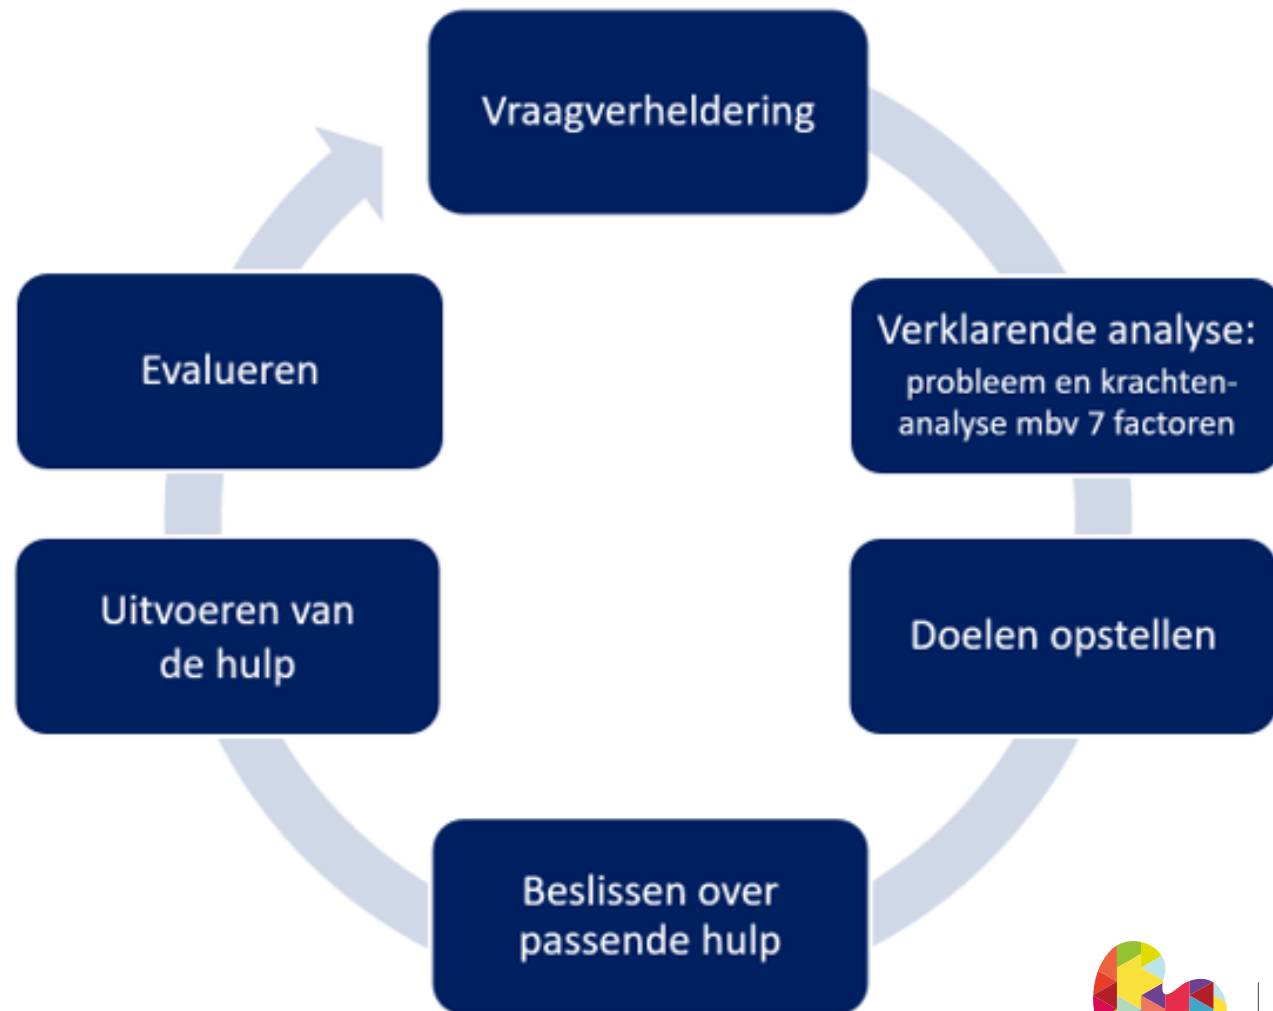 Vraagverheldering
Verklarende analyse:
probleem en krachten-
analyse mbv 7 factoren
Doelen opstellen
Beslissen over
passende hulp
Uitvoeren van
de hulp
Evalueren